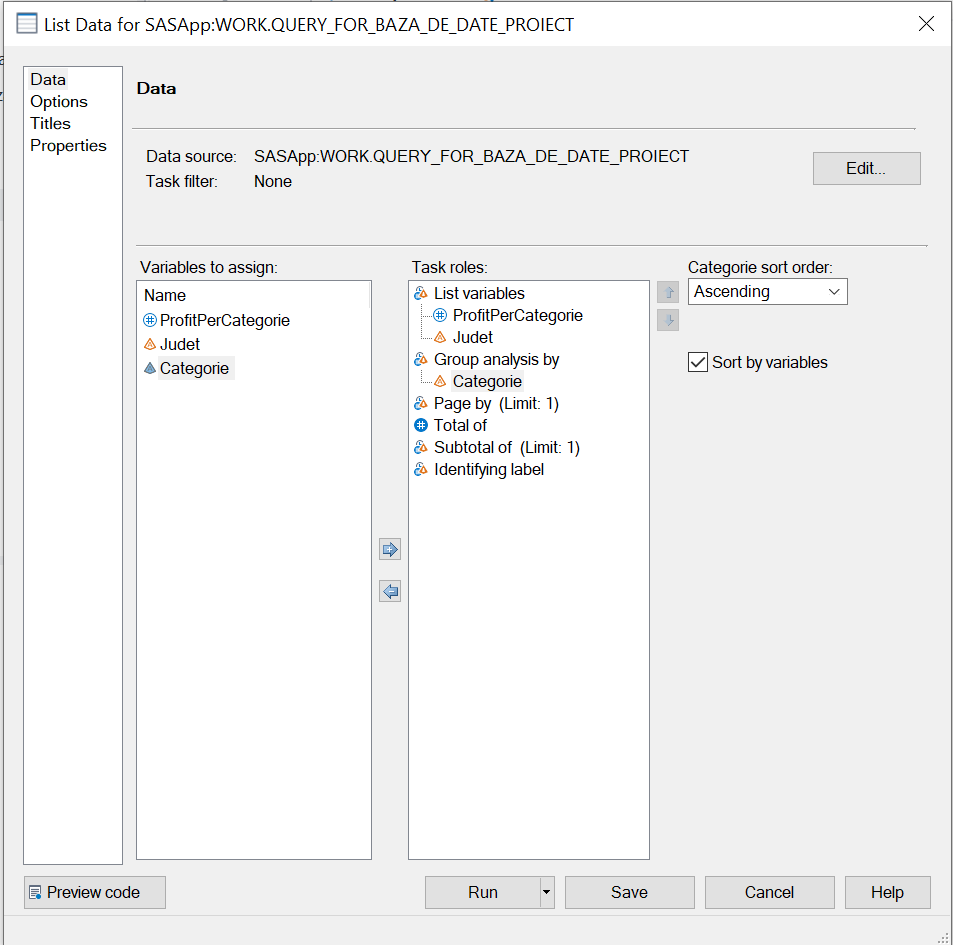 List Data for SASApp:WORK.QUERY_FOR_BAZA_DE_DATE_PROIECT
Data
Options
Titles
Properties
Data
Data source: SASApp:WORK.QUERY_FOR_BAZA_DE_DATE_PROIECT
Task filter: None
Edit...
Variables to assign:
Name
ProfitPerCategorie
Judet
Categorie
Task roles:
List variables
ProfitPerCategorie
Judet
Group analysis by
Categorie
Page by (Limit: 1)
Total of
Subtotal of (Limit: 1)
Identifying label
Categorie sort order:
Ascending
Sort by variables
Preview code
Run
Save
Cancel
Help